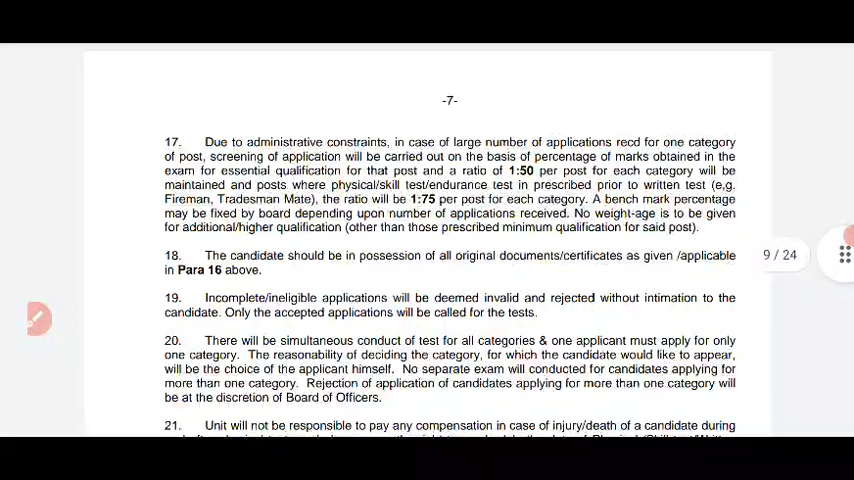 -7-
17. Due to administrative constraints, in case of large number of applications recd for one category
of post, screening of application will be carried out on the basis of percentage of marks obtained in the
exam for essential qualification for that post and a ratio of 1:50 per post for each category will be
maintained and posts where physical/skill test/endurance test in prescribed prior to written test (e,g.
Fireman, Tradesman Mate), the ratio will be 1:75 per post for each category. A bench mark percentage
may be fixed by board depending upon number of applications received. No weight-age is to be given
for additional/higher qualification (other than those prescribed minimum qualification for said post).
18. The candidate should be in possession of all original documents/certificates as given /applicable
in Para 16 above.
9 / 24
19. Incomplete/ineligible applications will be deemed invalid and rejected without intimation to the
candidate. Only the accepted applications will be called for the tests.
20. There will be simultaneous conduct of test for all categories & one applicant must apply for only
one category. The reasonability of deciding the category, for which the candidate would like to appear,
will be the choice of the applicant himself. No separate exam will conducted for candidates applying for
more than one category. Rejection of application of candidates applying for more than one category will
be at the discretion of Board of Officers.
21. Unit will not be responsible to pay any compensation in case of injury/death of a candidate during